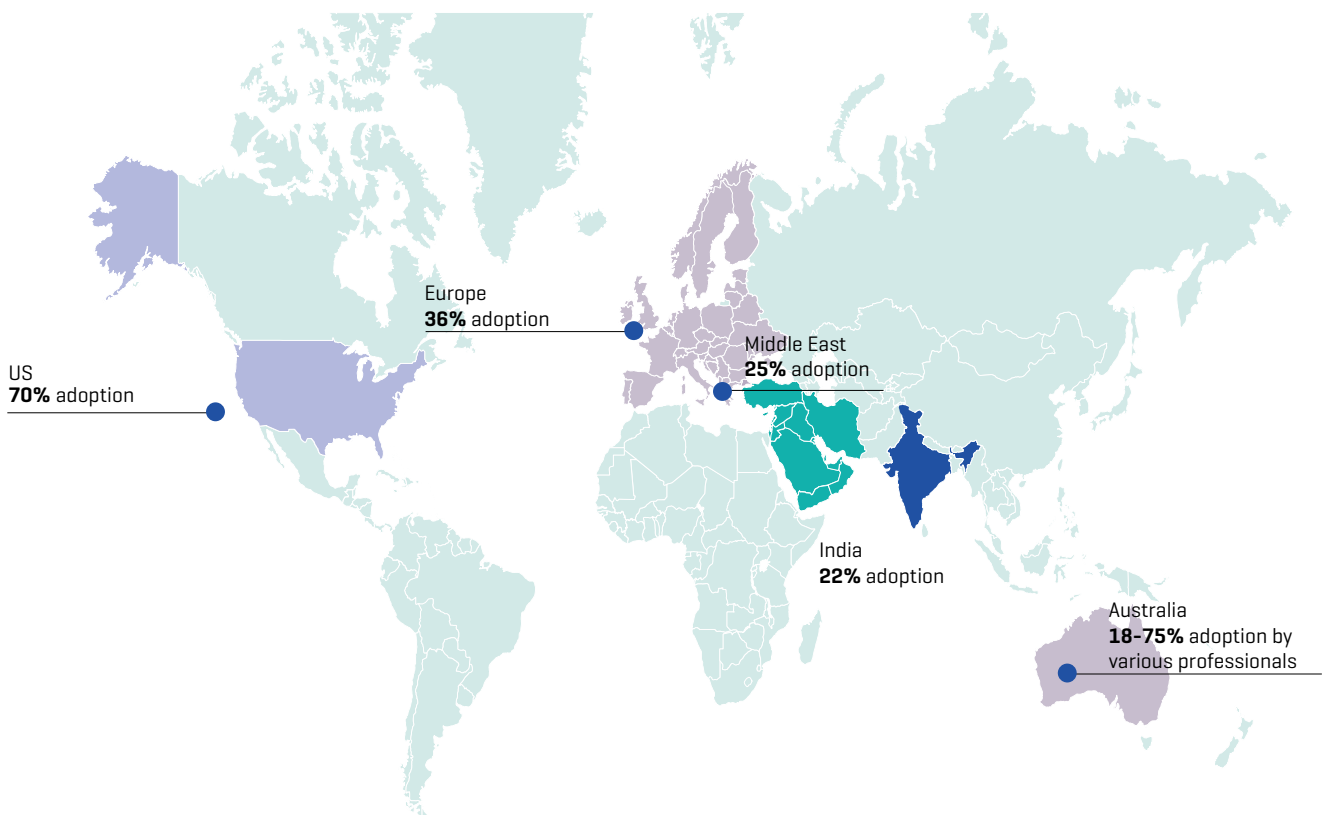 Europe
36% adoption
Middle East
25% adoption
US
70% adoption
India
22% adoption
Australia
18-75% adoption by
various professionals